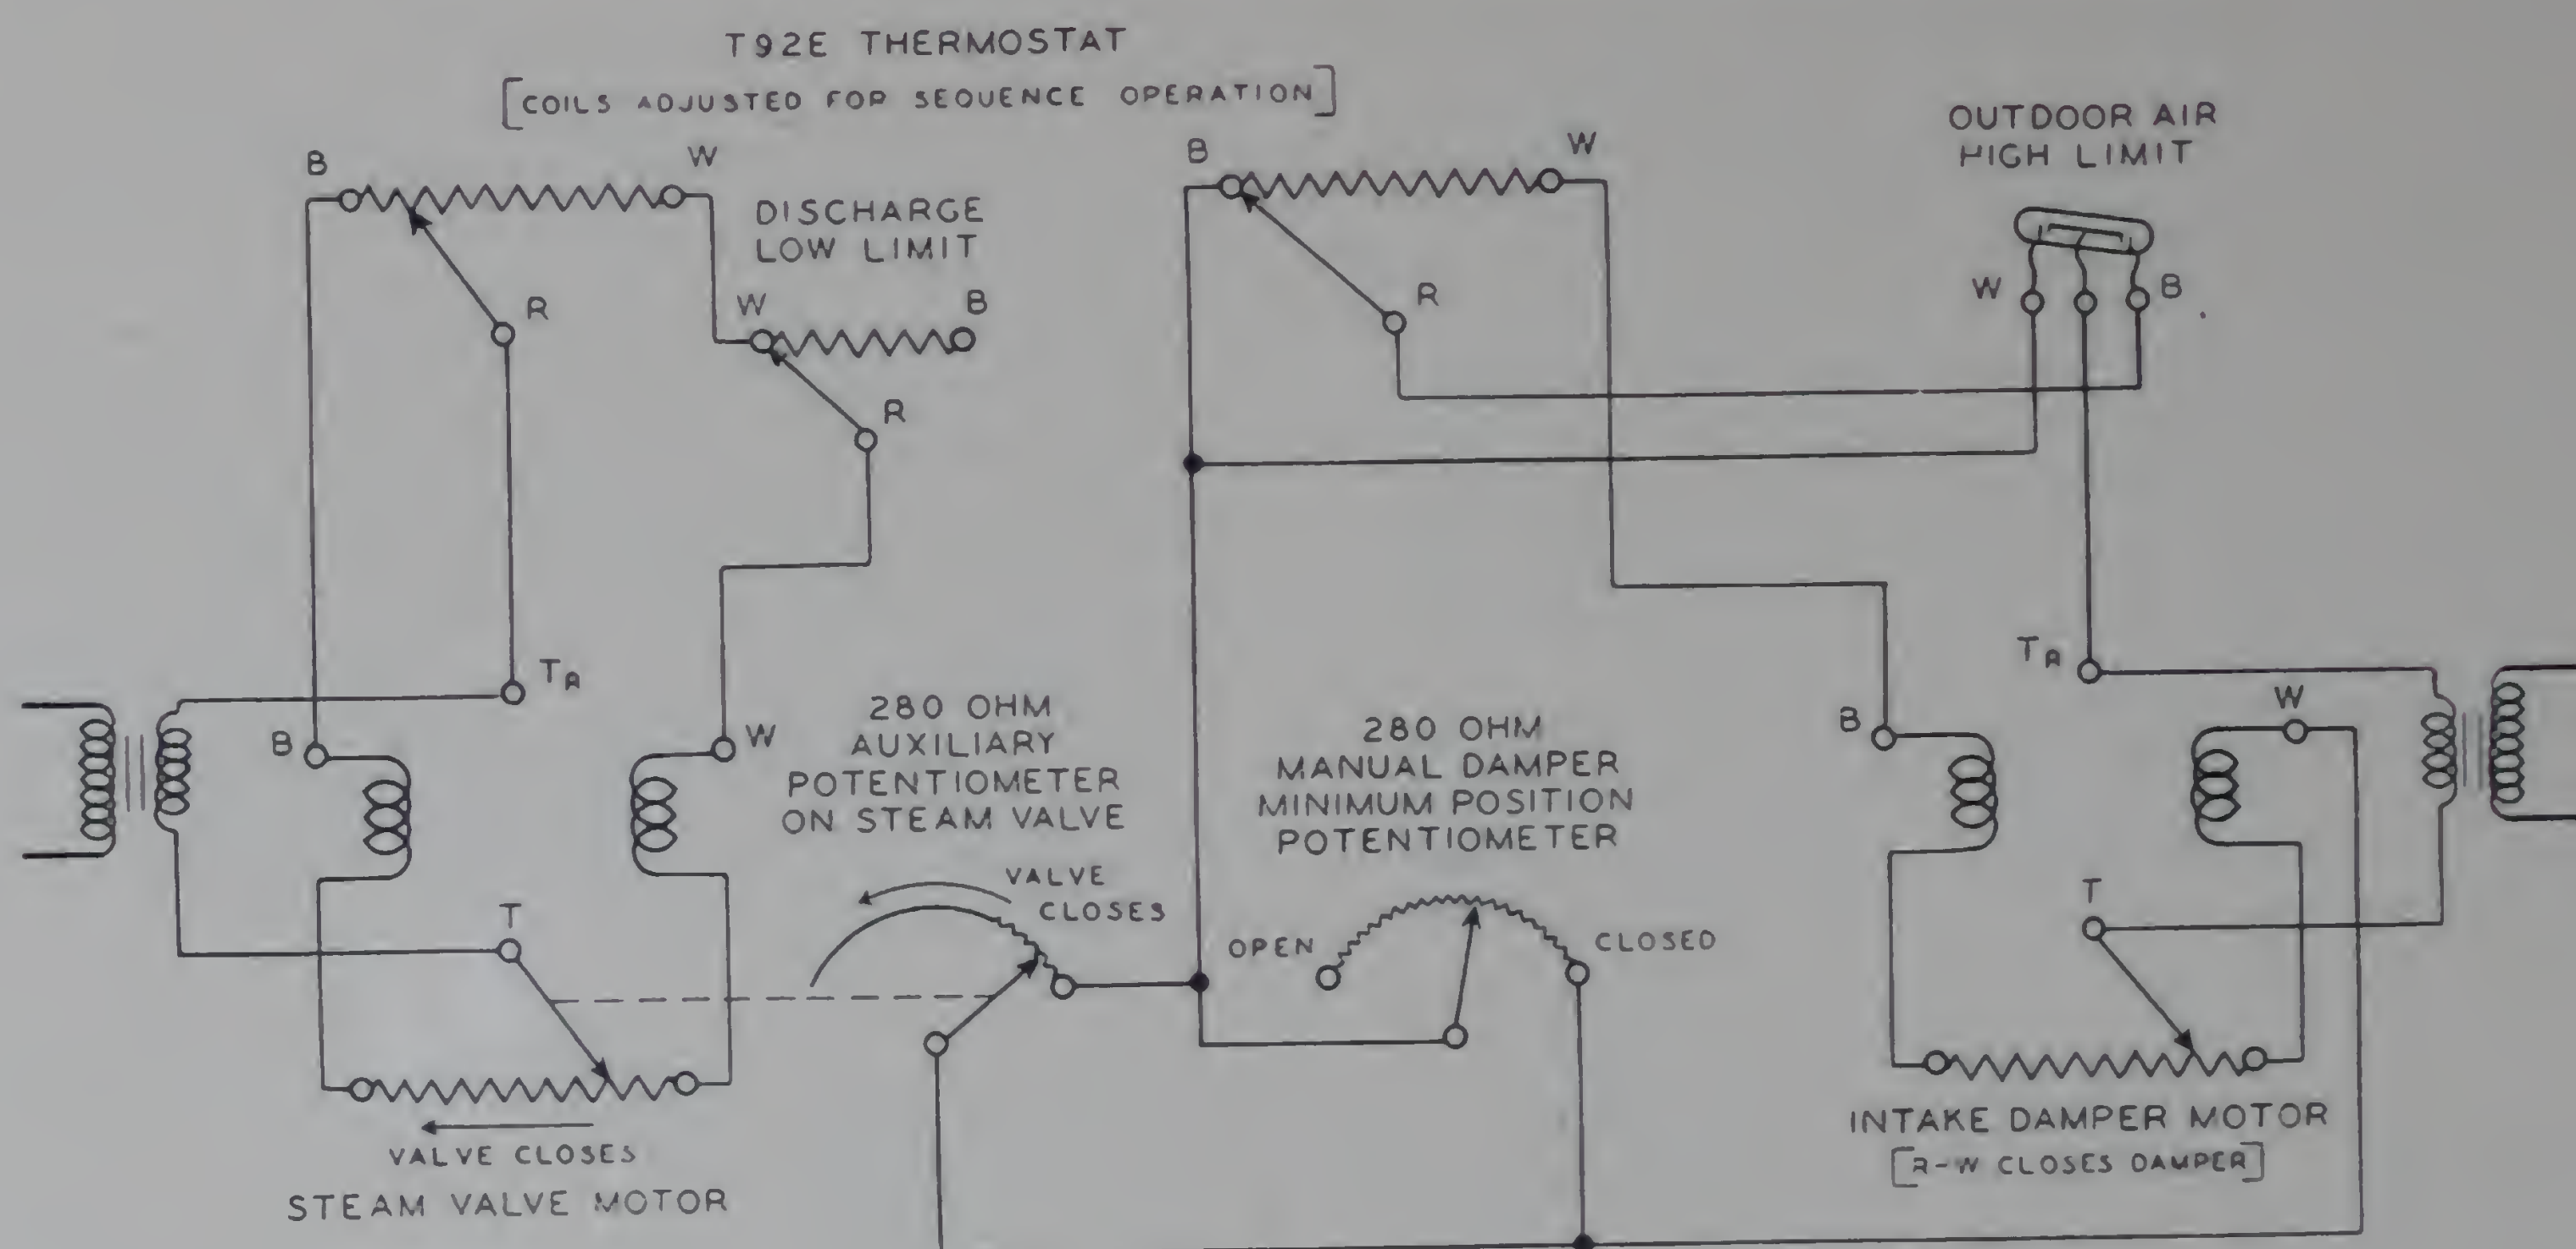 T92E THERMOSTAT
[COILS ADJUSTED FOR SEQUENCE OPERATION]
OUTDOOR AIR
HIGH LIMIT
B
W
DISCHARGE
LOW LIMIT
R
W
B
R
B
W
R
W
B
TR
B
W
280 OHM
AUXILIARY
POTENTIOMETER
ON STEAM VALVE
280 OHM
MANUAL DAMPER
MINIMUM POSITION
POTENTIOMETER
B
TR
W
VALVE
CLOSES
T
OPEN
CLOSED
T
VALVE CLOSES
STEAM VALVE MOTOR
INTAKE DAMPER MOTOR
[R-W CLOSES DAMPER]